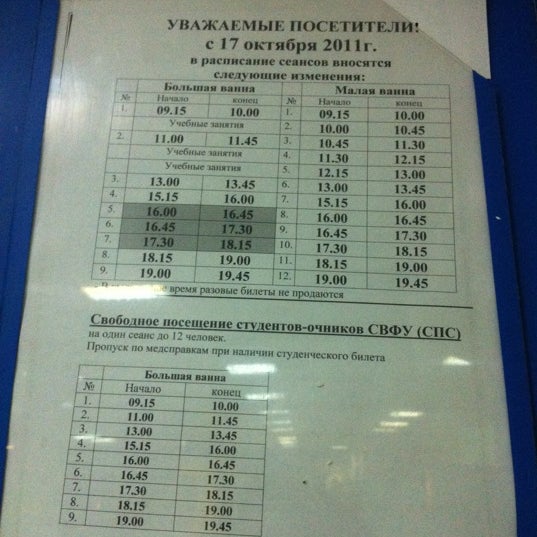 УВАЖАЕМЫЕ ПОСЕТИТЕЛИ!
с 17 октября 2011г.
в расписание сеансов вносятся
следующие изменения:
Большая ванна Малая ванна
№ Начало конец № Начало конец
1. 09.15 10.00 1. 09.15 10.00
Учебные занятия 2. 10.00 10.45
2. 11.00 11.45 3. 10.45 11.30
Учебные занятия 4. 11.30 12.15
Учебные занятия 5. 12.15 13.00
3. 13.00 13.45 6. 13.00 13.45
4. 15.15 16.00 7. 15.15 16.00
5. 16.00 16.45 8. 16.00 16.45
6. 16.45 17.30 9. 16.45 17.30
7. 17.30 18.15 10. 17.30 18.15
8. 18.15 19.00 11. 18.15 19.00
9. 19.00 19.45 12. 19.00 19.45
время разовые билеты не продаются
Свободное посещение студентов-очников СВФУ (СПС)
на один сеанс до 12 человек.
Пропуск по медсправкам при наличии студенческого билета
Большая ванна
№ Начало конец
1. 09.15 10.00
2. 11.00 11.45
3. 13.00 13.45
4. 15.15 16.00
5. 16.00 16.45
6. 16.45 17.30
7. 17.30 18.15
8. 18.15 19.00
9. 19.00 19.45